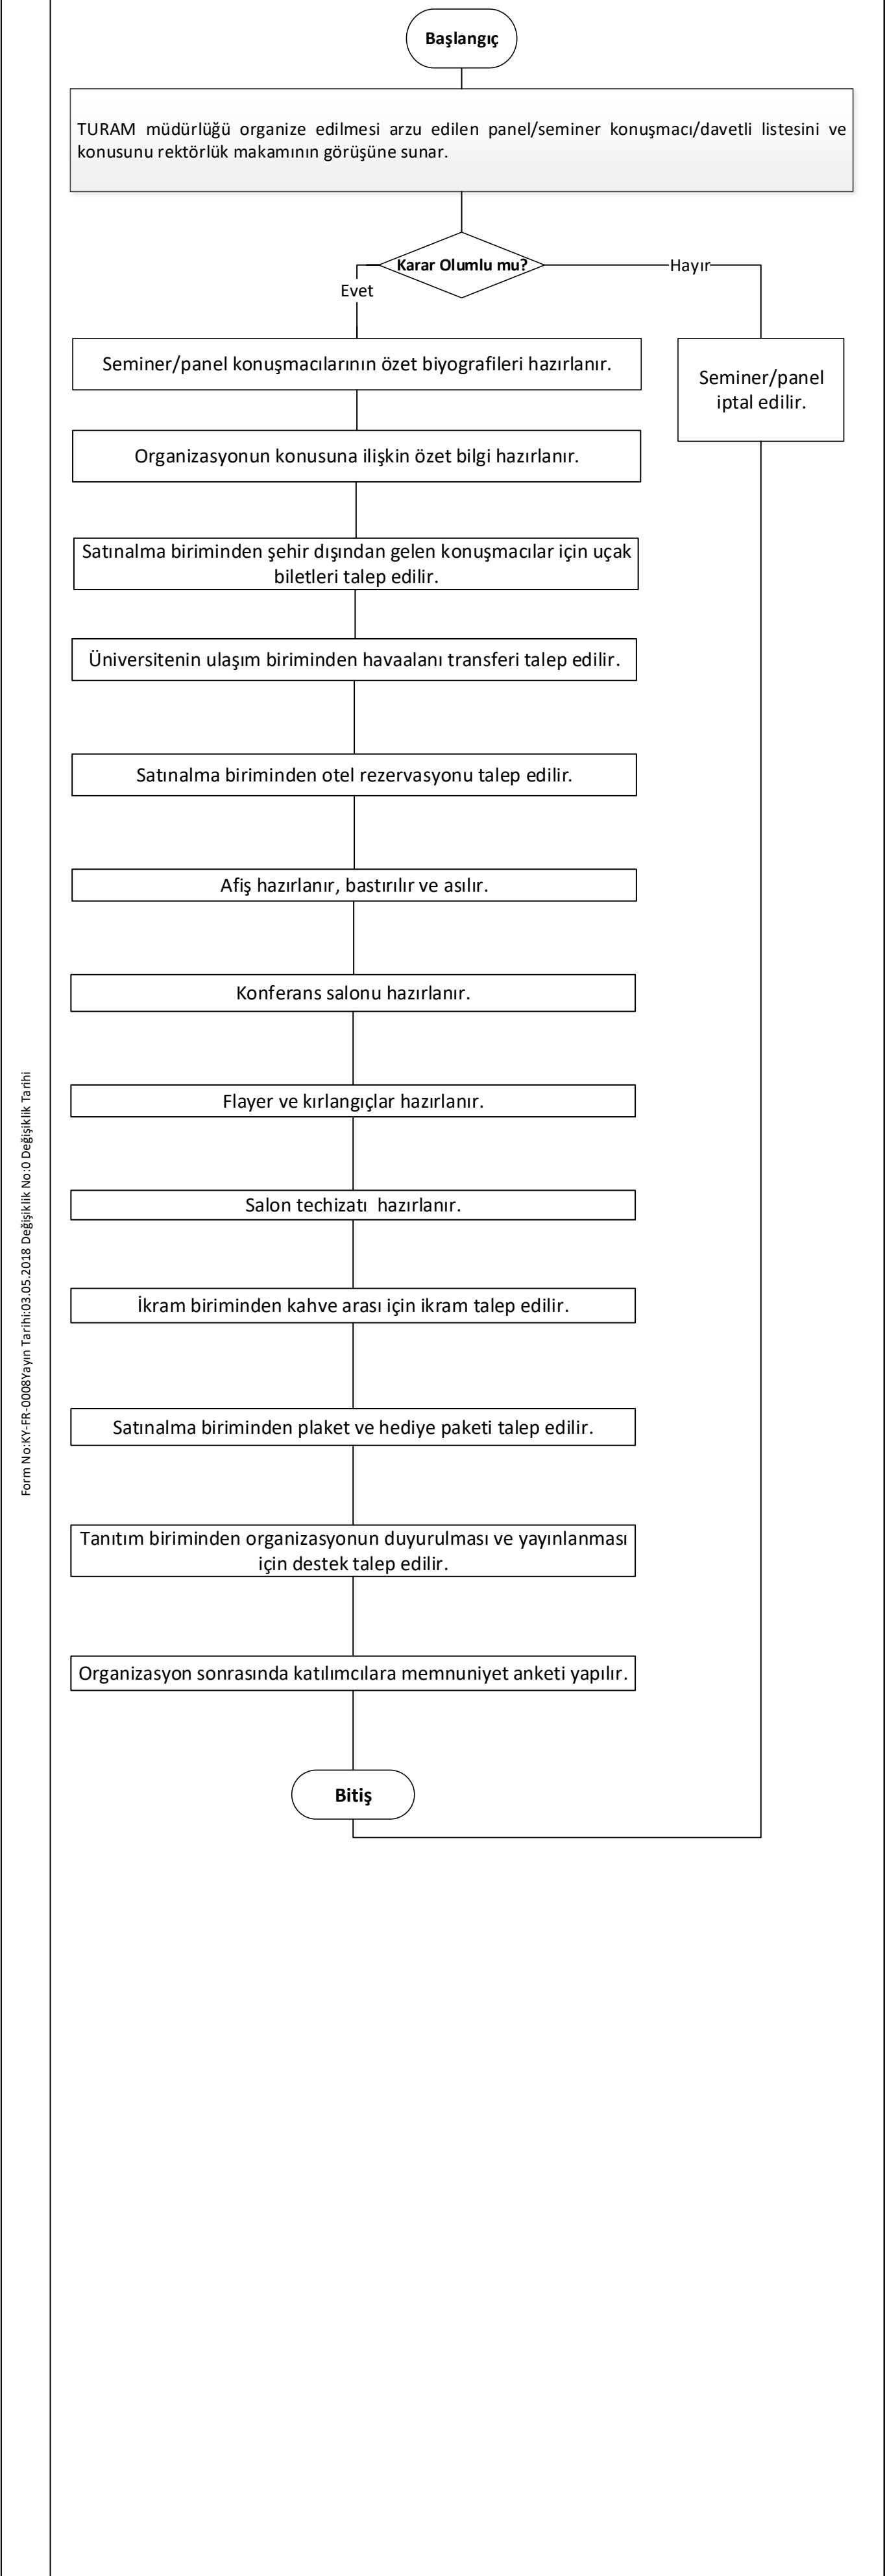 Başlangıç
TURAM müdürlüğü organize edilmesi arzu edilen panel/seminer konuşmacı/davetli listesini ve
konusunu rektörlük makamının görüşüne sunar.
Karar Olumlu mu?
Hayır
Evet
Seminer/panel konuşmacılarının özet biyografileri hazırlanır.
Seminer/panel
iptal edilir.
Organizasyonun konusuna ilişkin özet bilgi hazırlanır.
Satınalma biriminden şehir dışından gelen konuşmacılar için uçak
biletleri talep edilir.
Üniversitenin ulaşım biriminden havaalanı transferi talep edilir.
Satınalma biriminden otel rezervasyonu talep edilir.
Afiş hazırlanır, bastırılır ve asılır.
Konferans salonu hazırlanır.
Flayer ve kırlangıçlar hazırlanır.
Salon techizatı  hazırlanır.
İkram biriminden kahve arası için ikram talep edilir.
Satınalma biriminden plaket ve hediye paketi talep edilir.
Tanıtım biriminden organizasyonun duyurulması ve yayınlanması
için destek talep edilir.
Organizasyon sonrasında katılımcılara memnuniyet anketi yapılır.
Bitiş
Form No:KY-FR-0008Yayın Tarihi:03.05.2018 Değişiklik No:0 Değişiklik Tarihi